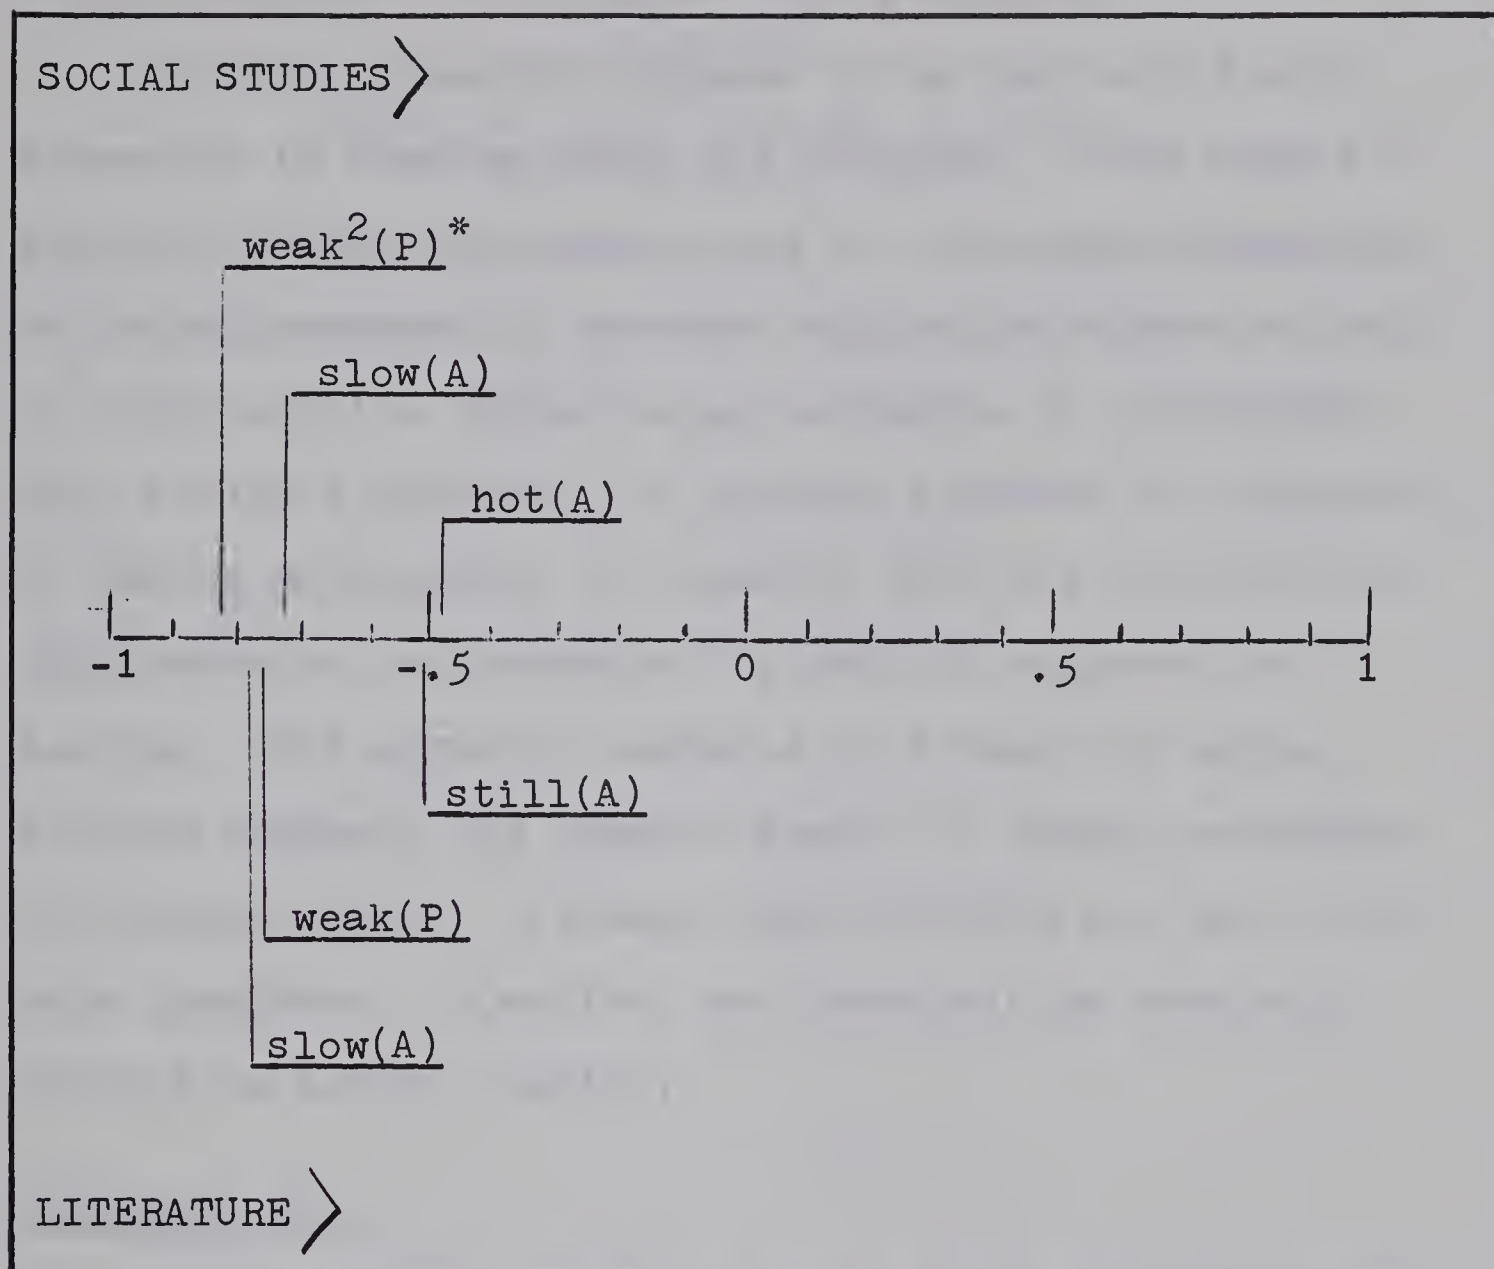 SOCIAL STUDIES
weak²(P)*
slow(A)
hot(A)
-1 -.5 0 .5 1
still(A)
weak(P)
slow(A)
LITERATURE